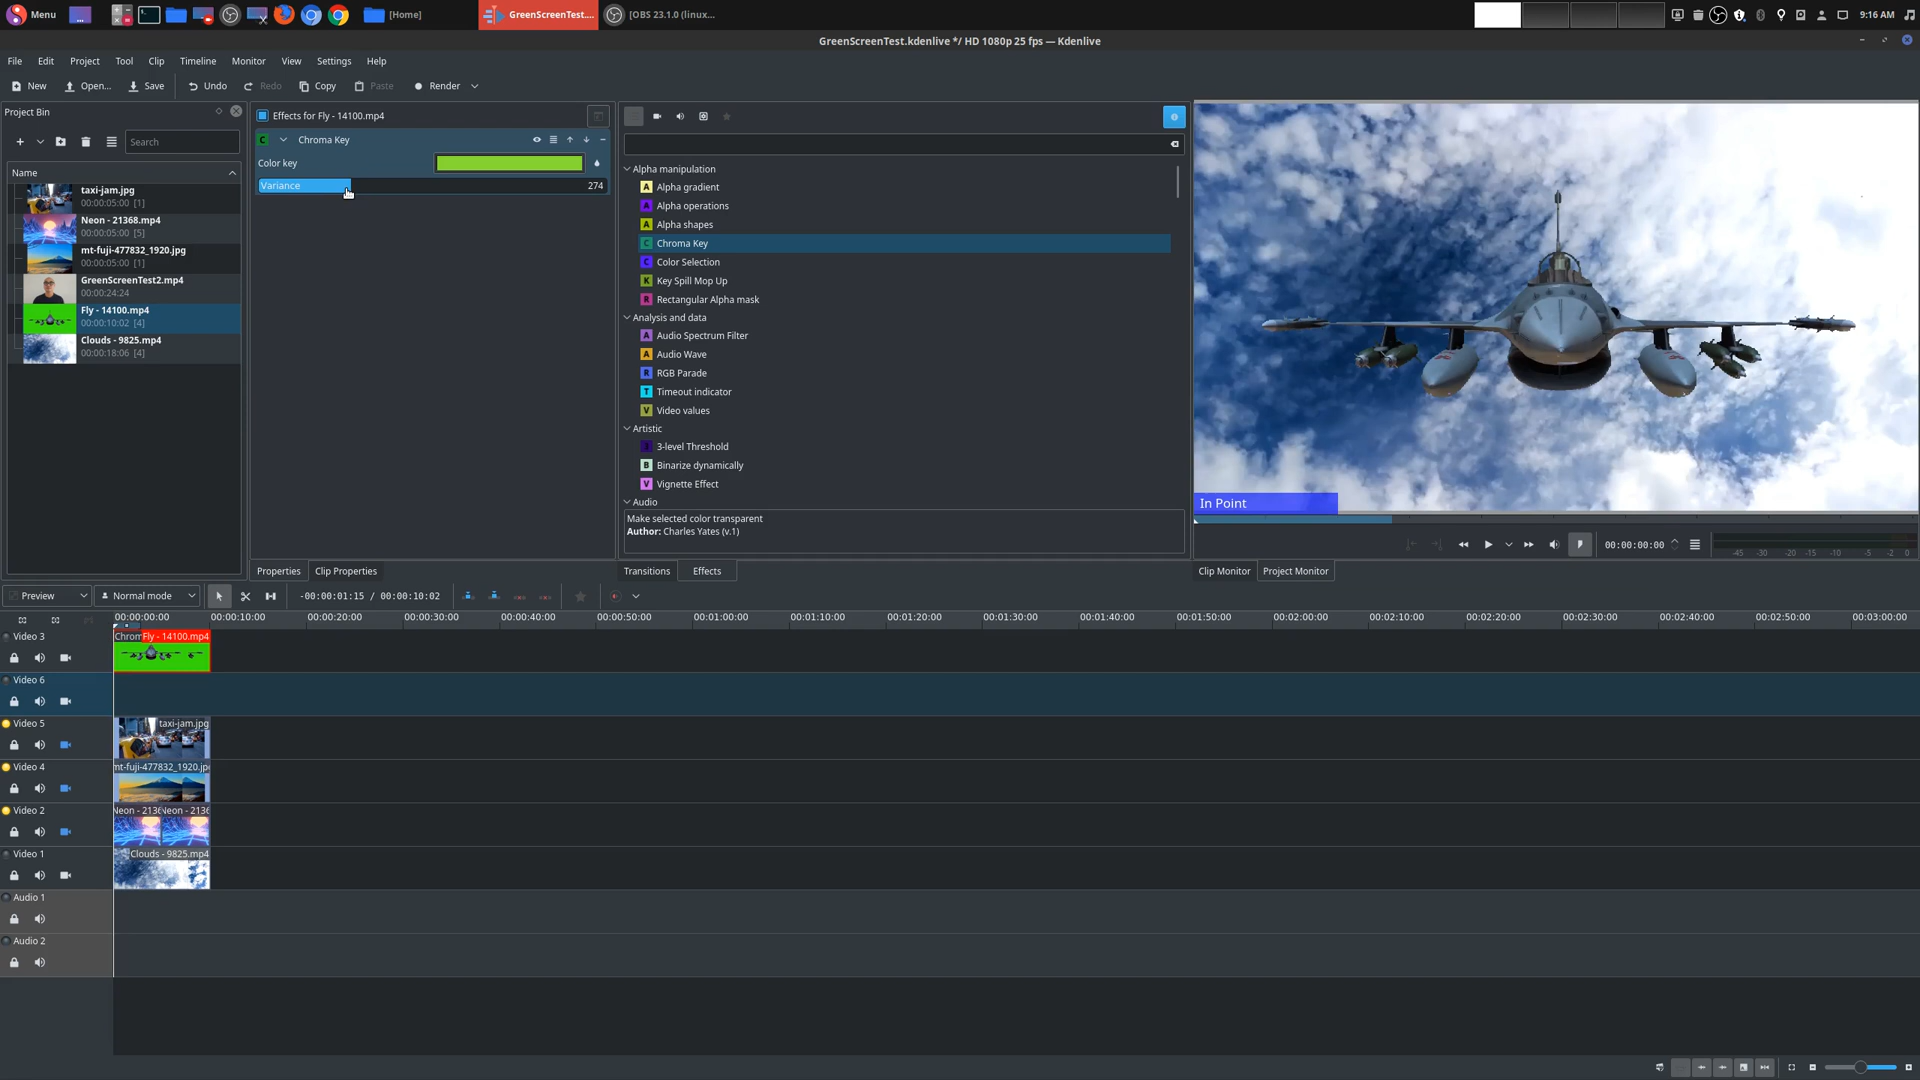 Menu
[Home]
GreenScreenTest....
[OBS 23.1.0 (linux...
9:16 AM
GreenScreenTest.kdenlive */ HD 1080p 25 fps — Kdenlive
File Edit Project Tool Clip Timeline Monitor View Settings Help
New Open... Save Undo Redo Copy Paste Render
Project Bin
Search
Name
taxi-jam.jpg
00:00:05:00 [1]
Neon - 21368.mp4
00:00:05:00 [5]
mt-fuji-477832_1920.jpg
00:00:05:00 [1]
GreenScreenTest2.mp4
00:00:24:24
Fly - 14100.mp4
00:00:10:02 [4]
Clouds - 9825.mp4
00:00:18:06 [4]
Effects for Fly - 14100.mp4
C Chroma Key
Color key
Variance 274
Properties Clip Properties
Alpha manipulation
A Alpha gradient
A Alpha operations
A Alpha shapes
C Chroma Key
C Color Selection
K Key Spill Mop Up
R Rectangular Alpha mask
Analysis and data
A Audio Spectrum Filter
A Audio Wave
R RGB Parade
T Timeout indicator
V Video values
Artistic
3 3-level Threshold
B Binarize dynamically
V Vignette Effect
Audio
Make selected color transparent
Author: Charles Yates (v.1)
Transitions Effects
In Point
00:00:00:00
-45 -30 -20 -15 -10 -5 -2 0
Clip Monitor Project Monitor
Preview Normal mode -00:00:01:15 / 00:00:10:02
00:00:00:00 00:00:10:00 00:00:20:00 00:00:30:00 00:00:40:00 00:00:50:00 00:01:00:00 00:01:10:00 00:01:20:00 00:01:30:00 00:01:40:00 00:01:50:00 00:02:00:00 00:02:10:00 00:02:20:00 00:02:30:00 00:02:40:00 00:02:50:00 00:03:00:00
Video 3
Chrom Fly - 14100.mp4
Video 6
Video 5
taxi-jam.jpg
Video 4
mt-fuji-477832_1920.jp
Video 2
Neon - 2136 Neon - 2136
Video 1
Clouds - 9825.mp4
Audio 1
Audio 2